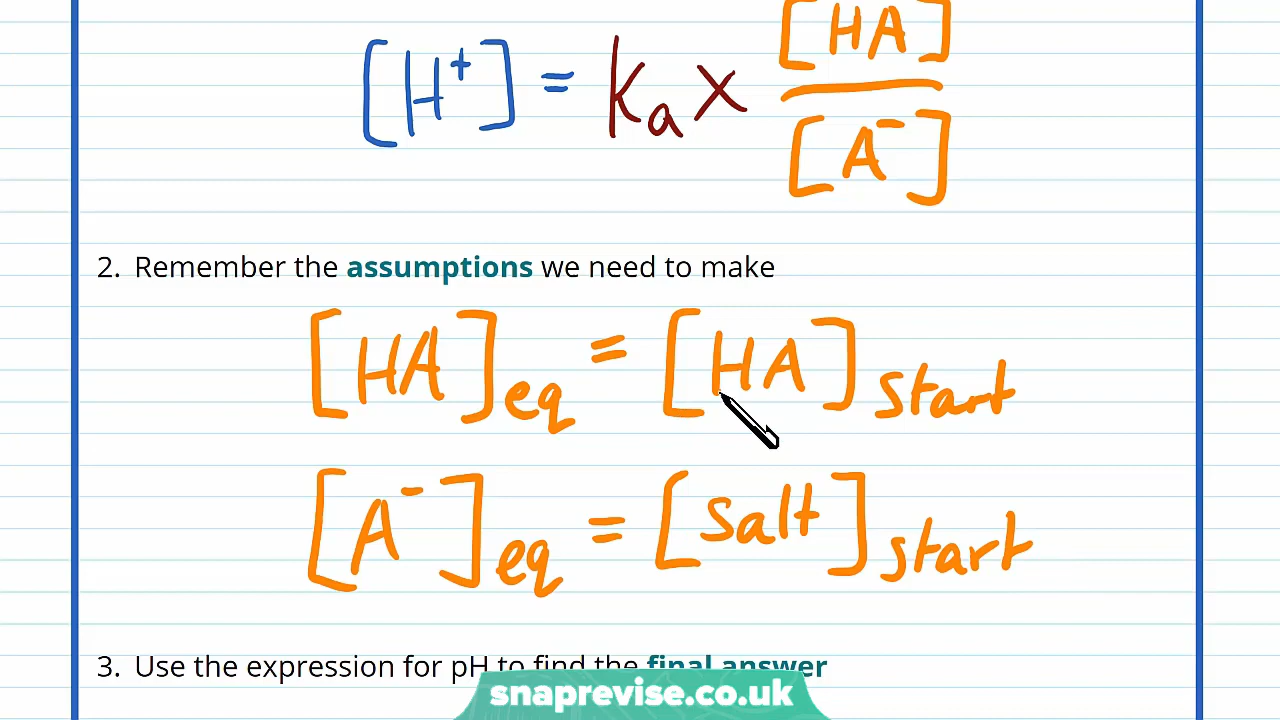 [H⁺] = Ka × [HA] / [A⁻]
2. Remember the assumptions we need to make
[HA]eq = [HA]start
[A⁻]eq = [Salt]start
3. Use the expression for pH to find the final answer
snaprevise.co.uk